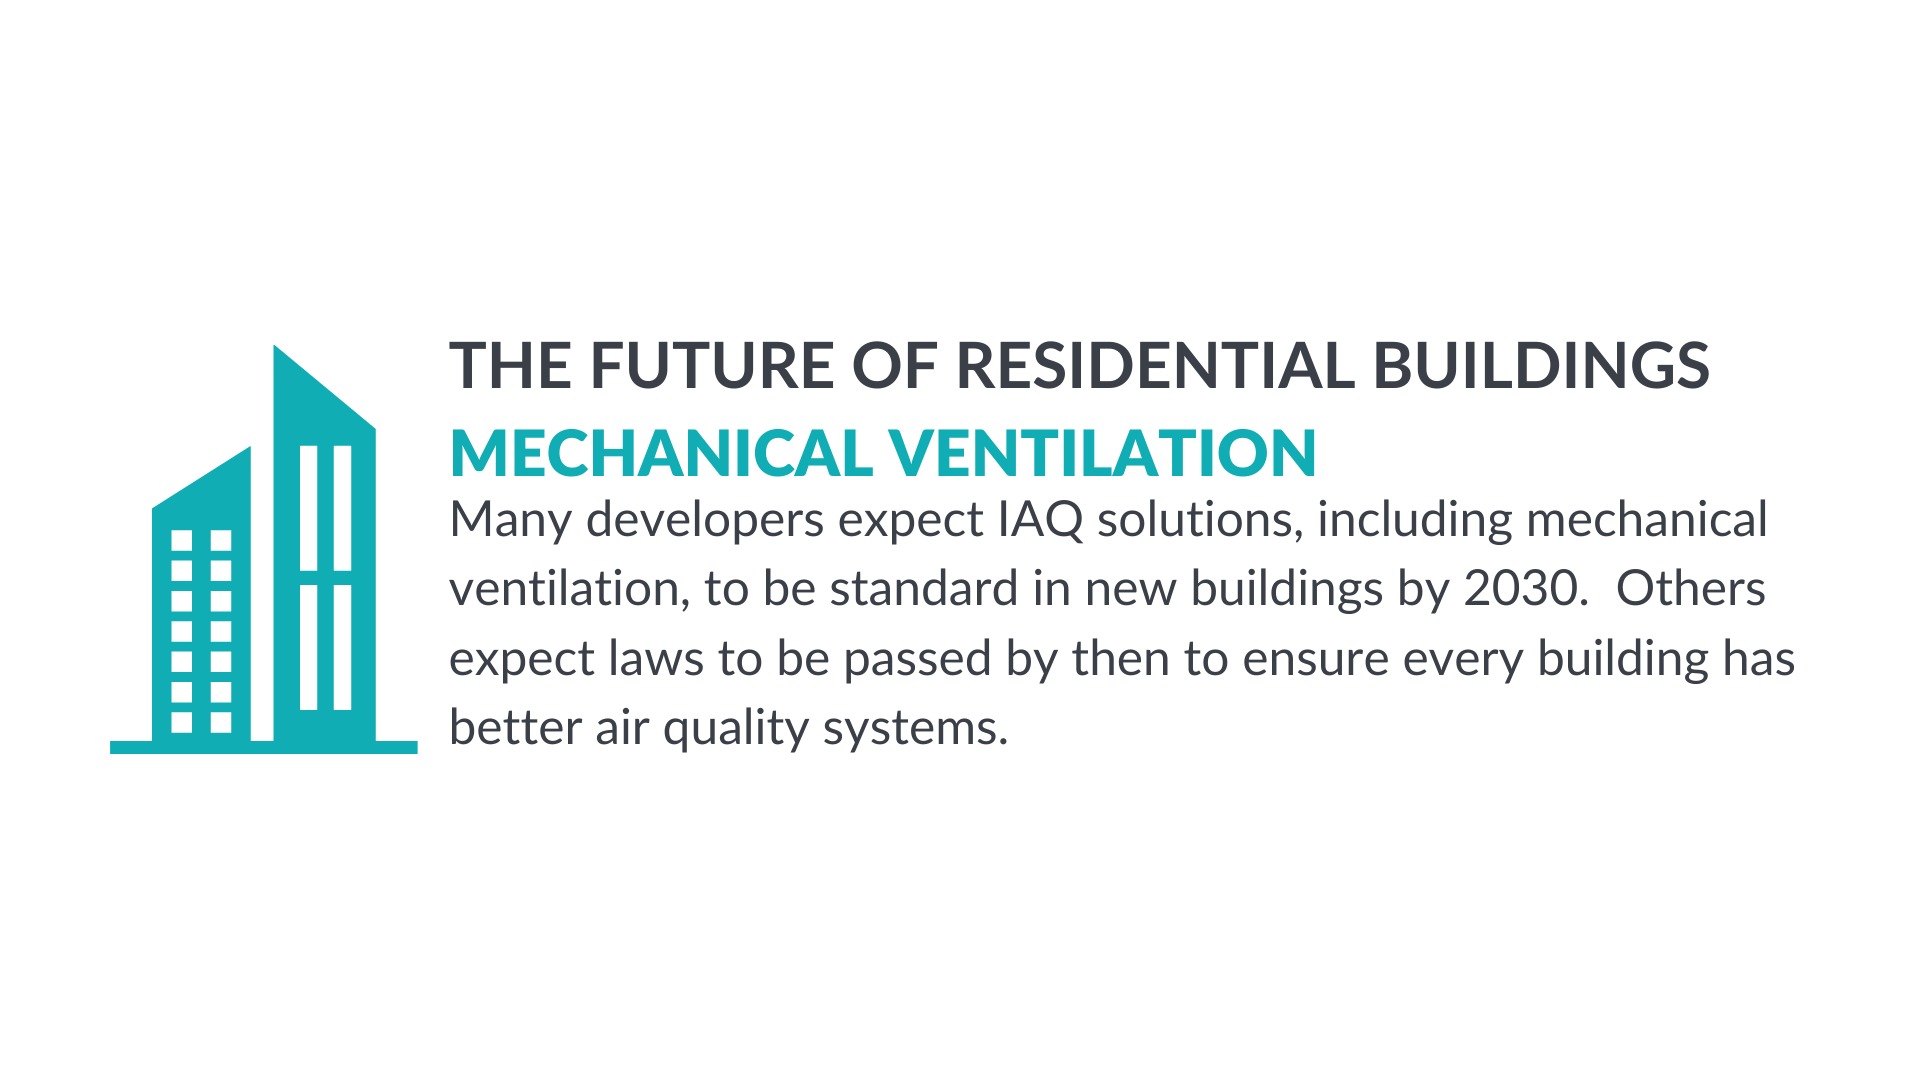 THE FUTURE OF RESIDENTIAL BUILDINGS
MECHANICAL VENTILATION
Many developers expect IAQ solutions, including mechanical
ventilation, to be standard in new buildings by 2030.  Others
expect laws to be passed by then to ensure every building has
better air quality systems.